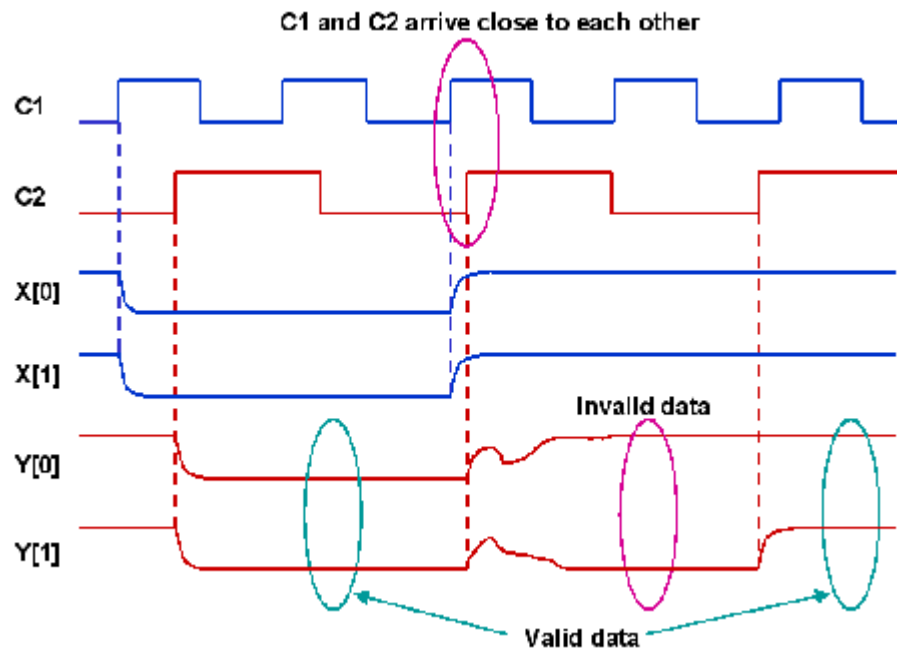 C1 and C2 arrive close to each other
C1
C2
X[0]
X[1]
Invalid data
Y[0]
Y[1]
Valid data